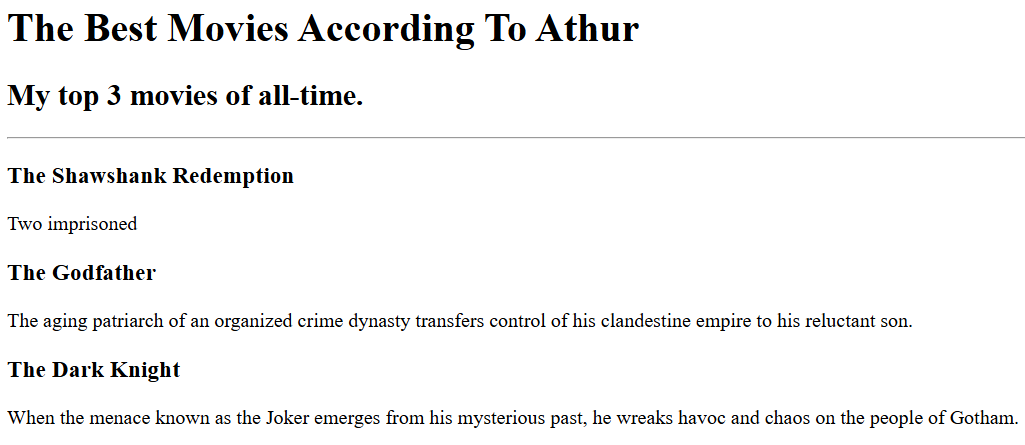 The Best Movies According To Athur
My top 3 movies of all-time.
The Shawshank Redemption
Two imprisoned
The Godfather
The aging patriarch of an organized crime dynasty transfers control of his clandestine empire to his reluctant son.
The Dark Knight
When the menace known as the Joker emerges from his mysterious past, he wreaks havoc and chaos on the people of Gotham.